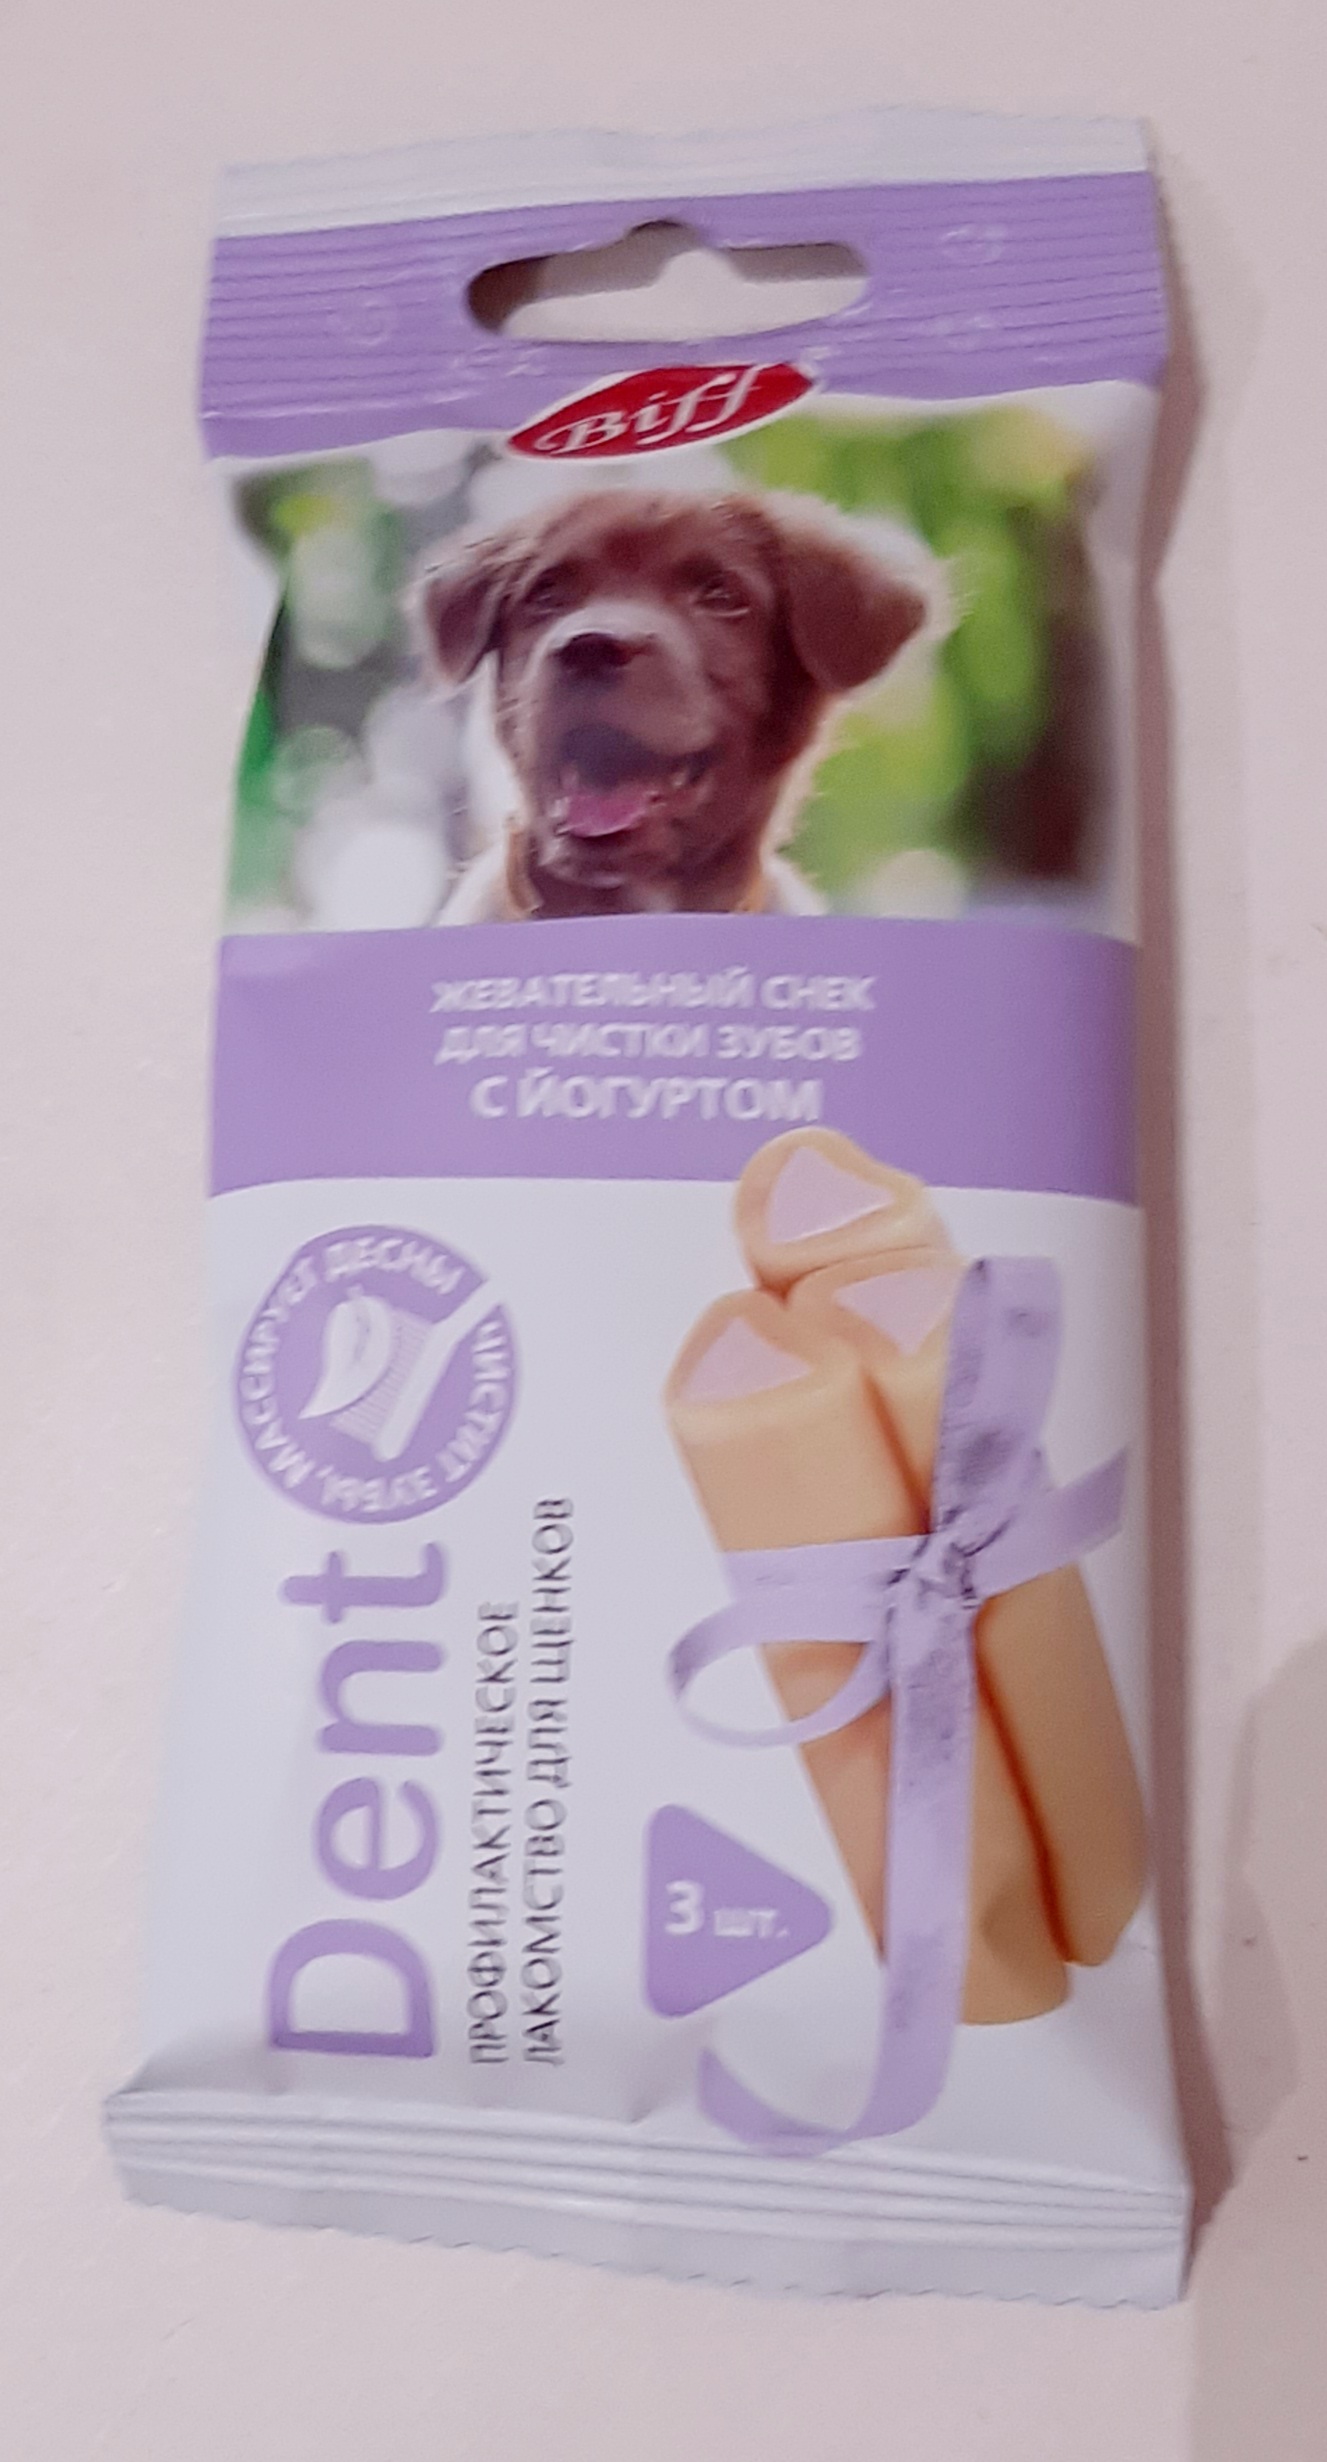 Biff
ЖЕВАТЕЛЬНЫЙ СНЕК
ДЛЯ ЧИСТКИ ЗУБОВ
С ЙОГУРТОМ
ЧИСТИТ ЗУБЫ, МАССИРУЕТ ДЕСНЫ
Dent
ПРОФИЛАКТИЧЕСКОЕ
ЛАКОМСТВО ДЛЯ ЩЕНКОВ
3 шт.